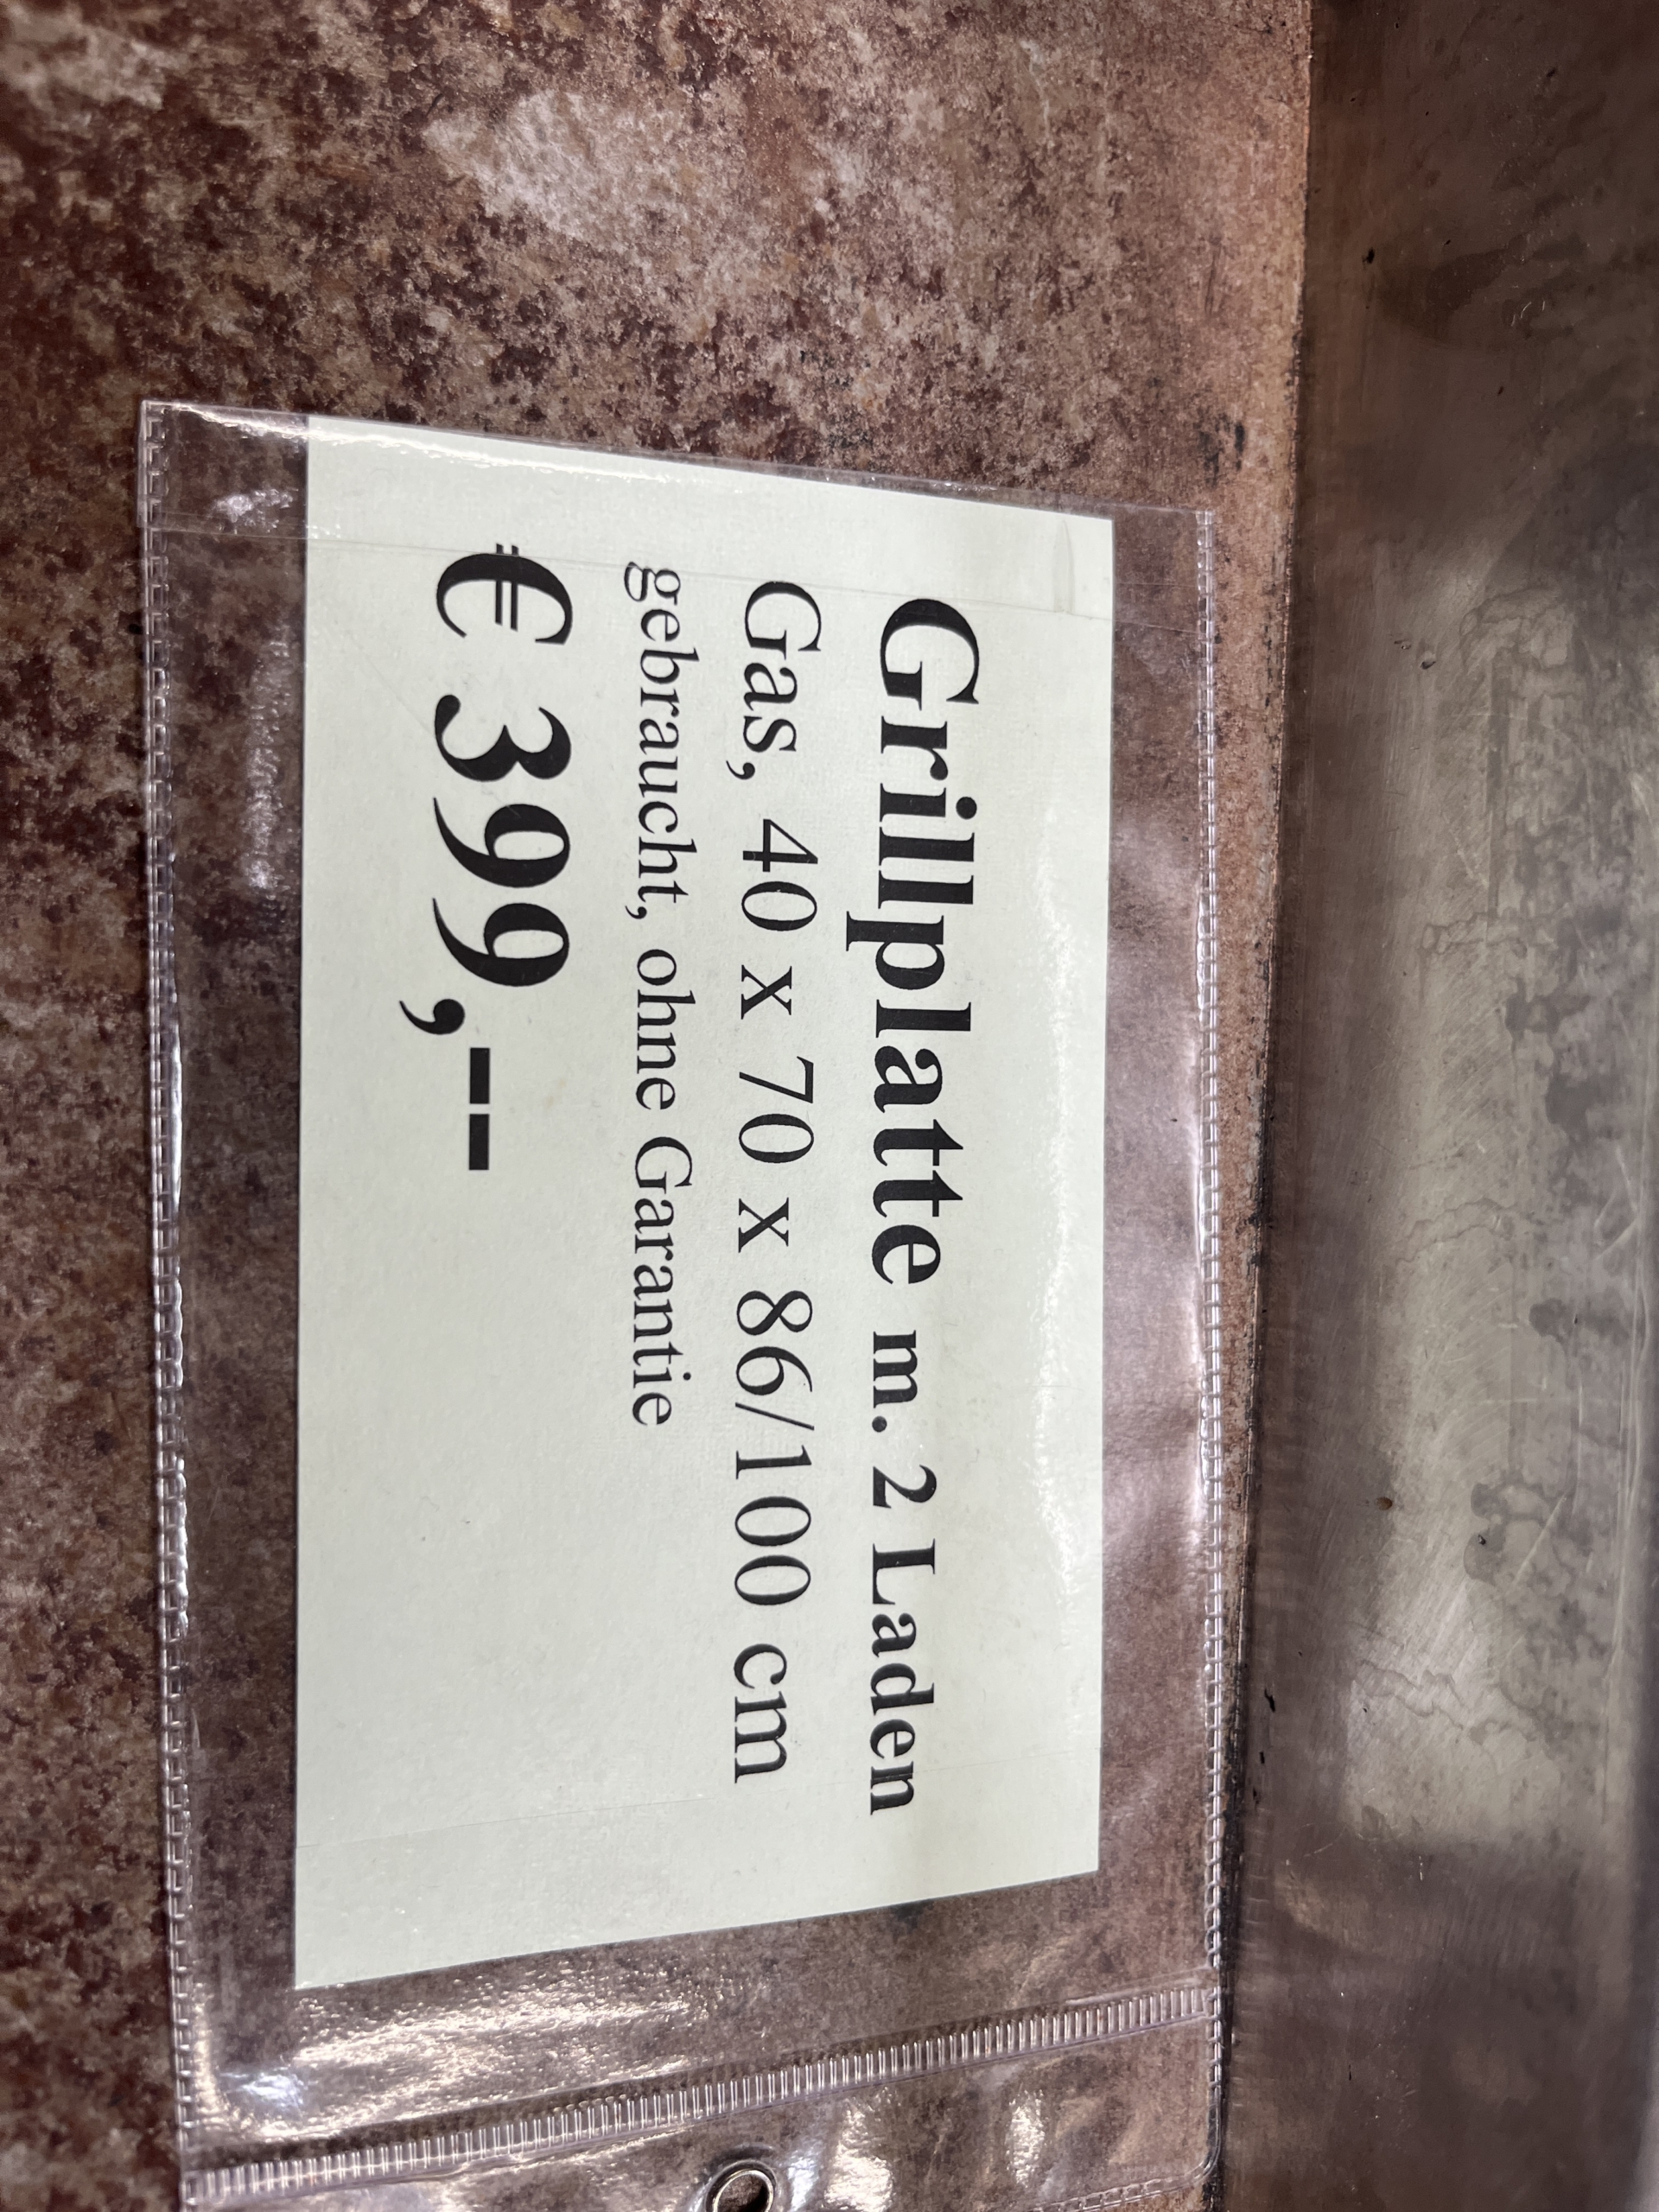 Grillplatte m. 2 Laden
Gas, 40 x 70 x 86/100 cm
gebraucht, ohne Garantie
€ 399,--